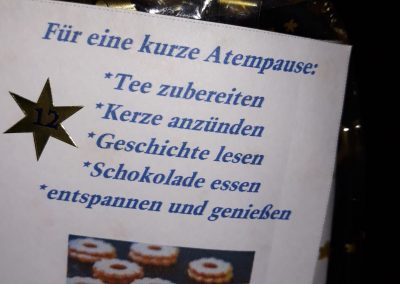 Für eine kurze Atempause:
*Tee zubereiten
*Kerze anzünden
12
*Geschichte lesen
*Schokolade essen
*entspannen und genießen